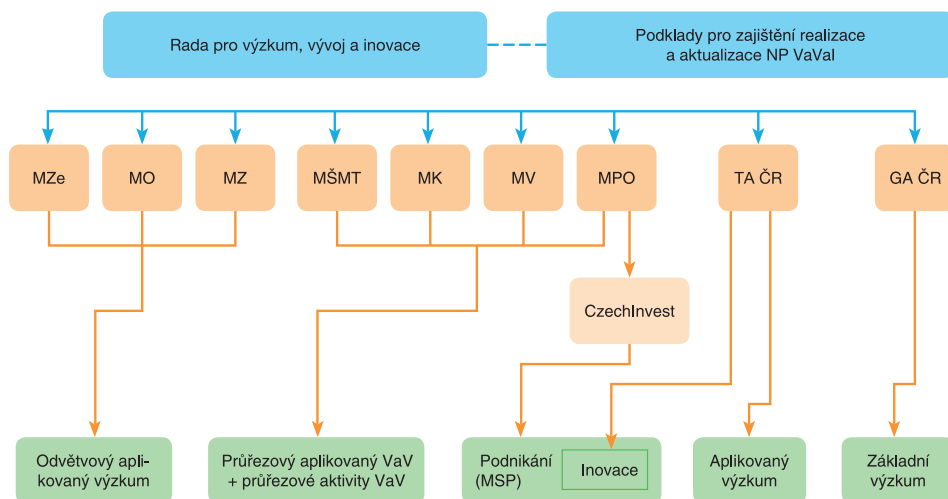 Rada pro výzkum, vývoj a inovace
Podklady pro zajištění realizace
a aktualizace NP VaVaI
MZe
MO
MZ
MŠMT
MK
MV
MPO
TA ČR
GA ČR
CzechInvest
Odvětvový apli-
kovaný výzkum
Průřezový aplikovaný VaV
+ průřezové aktivity VaV
Podnikání
(MSP)
Inovace
Aplikovaný
výzkum
Základní
výzkum